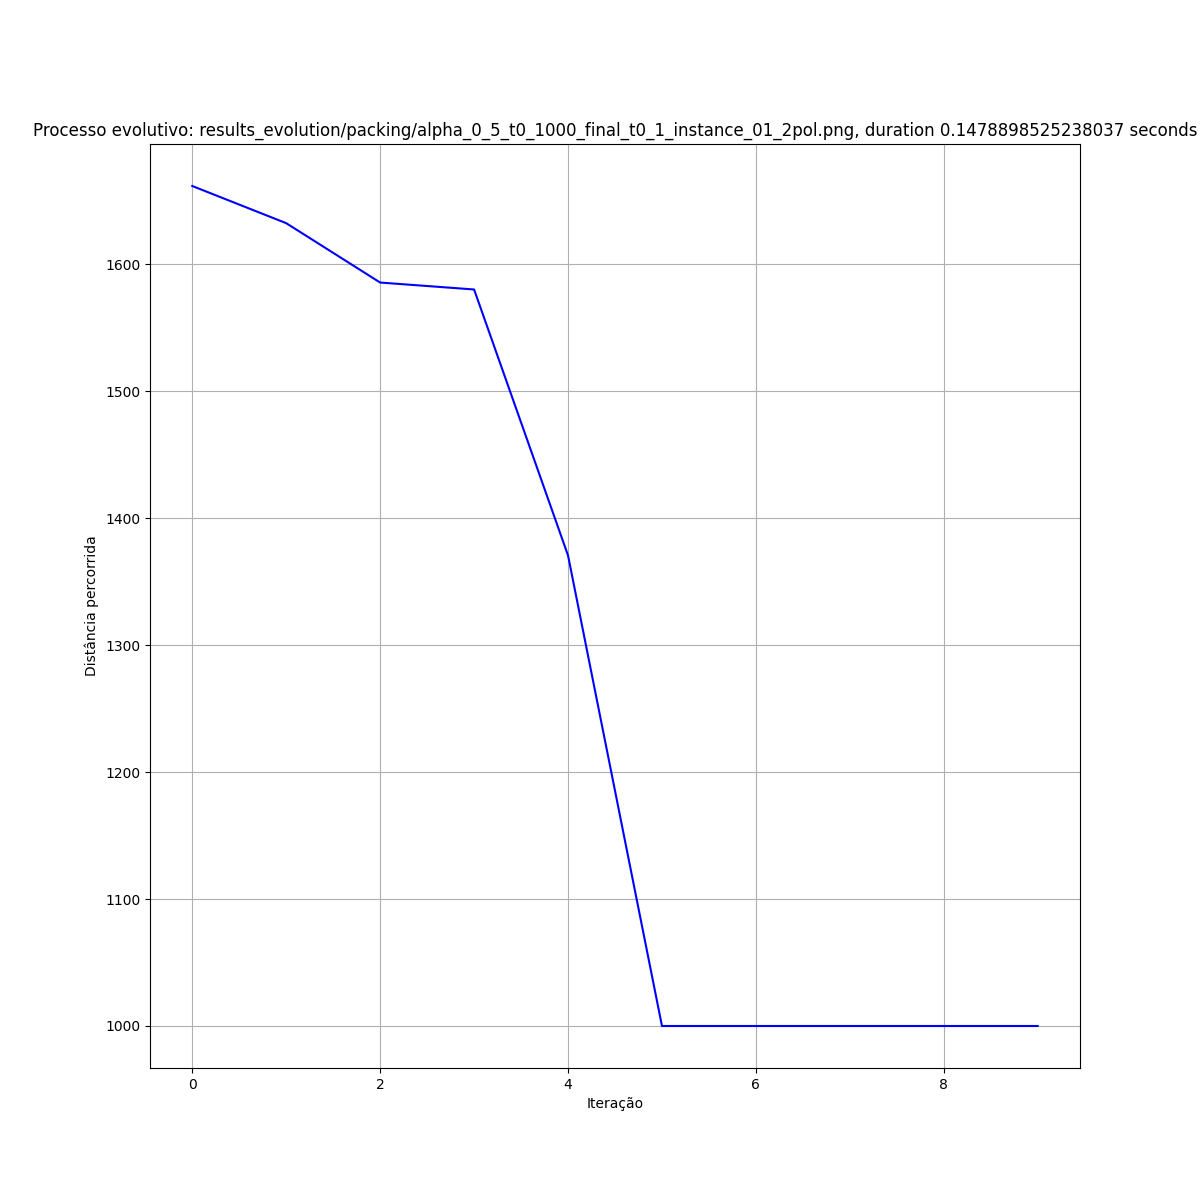 Processo evolutivo: results_evolution/packing/alpha_0_5_t0_1000_final_t0_1_instance_01_2pol.png, duration 0.1478898525238037 seconds
1600
1500
1400
1300
1200
1100
1000
Distância percorrida
0 2 4 6 8
Iteração